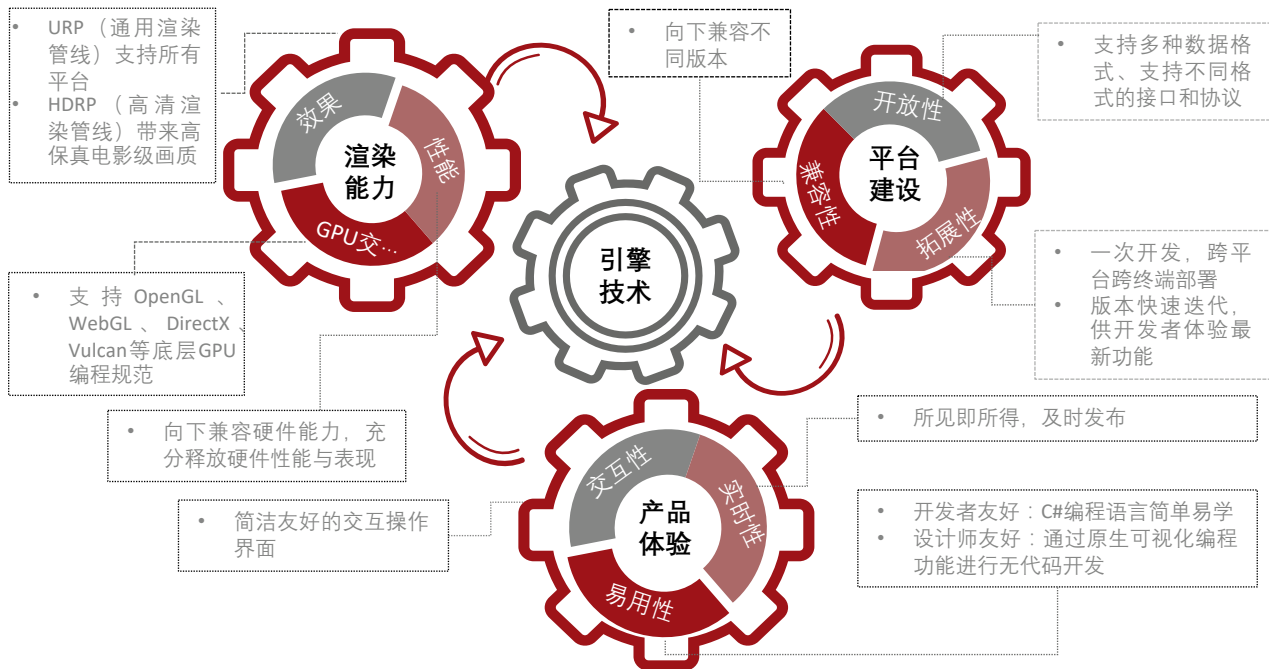 • URP（通用渲染
管线）支持所有
平台
• HDRP（高清渲
染管线）带来高
保真电影级画质
效果
性能
GPU交...
渲染
能力
• 向下兼容不
同版本
开放性
兼容性
拓展性
平台
建设
• 支持多种数据格
式、支持不同格
式的接口和协议
引擎
技术
• 支持OpenGL、
WebGL、DirectX、
Vulcan等底层GPU
编程规范
• 一次开发，跨平
台跨终端部署
• 版本快速迭代，
供开发者体验最
新功能
• 向下兼容硬件能力，充
分释放硬件性能与表现
• 所见即所得，及时发布
• 简洁友好的交互操作
界面
交互性
实时性
易用性
产品
体验
• 开发者友好：C#编程语言简单易学
• 设计师友好：通过原生可视化编程
功能进行无代码开发